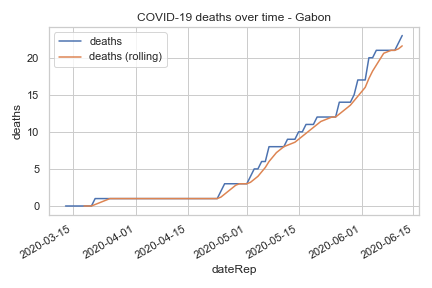 COVID-19 deaths over time - Gabon
deaths
deaths (rolling)
deaths
20
15
10
5
0
2020-03-15
2020-04-01
2020-04-15
2020-05-01
2020-05-15
2020-06-01
2020-06-15
dateRep